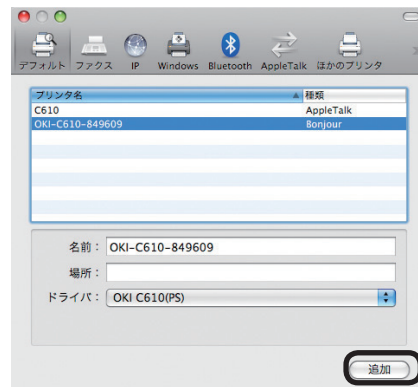 デフォルト ファクス IP Windows Bluetooth AppleTalk ほかのプリンタ
プリンタ名 種類
C610 AppleTalk
OKI-C610-849609 Bonjour
名前： OKI-C610-849609
場所：
ドライバ： OKI C610(PS)
追加